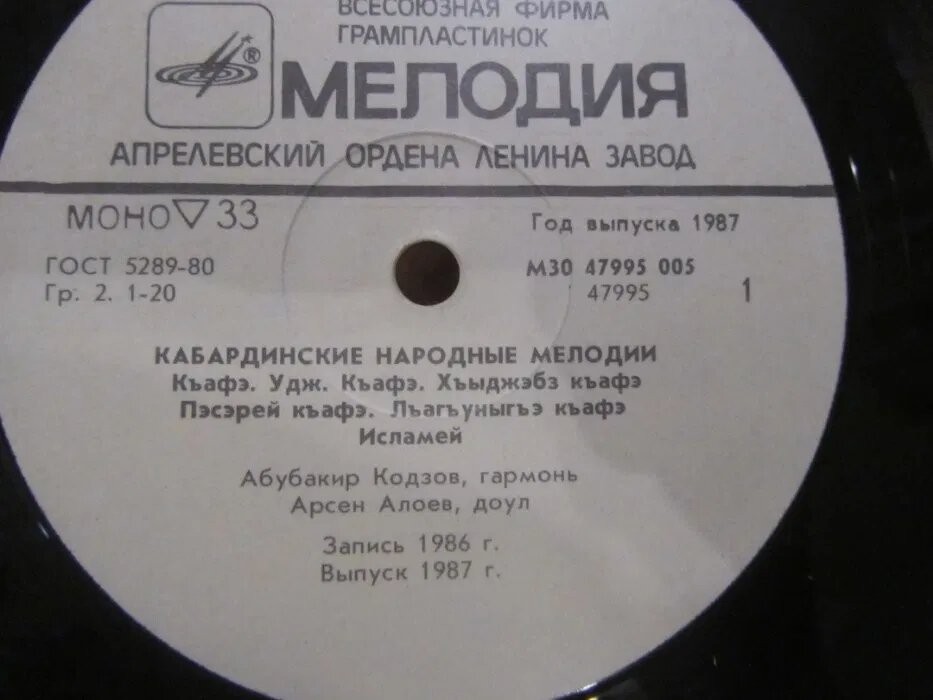 ВСЕСОЮЗНАЯ ФИРМА
ГРАМПЛАСТИНОК
® МЕЛОДИЯ
АПРЕЛЕВСКИЙ ОРДЕНА ЛЕНИНА ЗАВОД
МОНО ▽ 33
Год выпуска 1987
ГОСТ 5289-80
Гр. 2. 1-20
М30 47995 005
47995
1
КАБАРДИНСКИЕ НАРОДНЫЕ МЕЛОДИИ
Къафэ. Удж. Къафэ. Хъыджэбз къафэ
Пэсэрей къафэ. Лъагъуныгъэ къафэ
Исламей
Абубакир Кодзов, гармонь
Арсен Алоев, доул
Запись 1986 г.
Выпуск 1987 г.